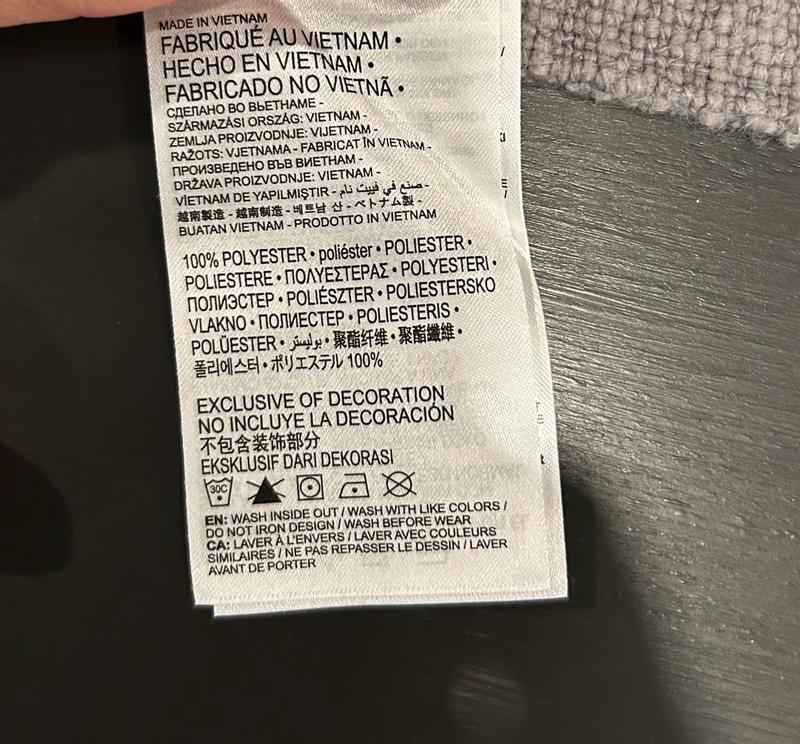 MADE IN VIETNAM
FABRIQUÉ AU VIETNAM •
HECHO EN VIETNAM •
FABRICADO NO VIETNÃ •
СДЕЛАНО ВО ВЬЕТНАМЕ -
SZÁRMAZÁSI ORSZÁG: VIETNAM -
ZEMLJA PROIZVODNJE: VIJETNAM -
RAŽOTS: VJETNAMA - FABRICAT ÎN VIETNAM -
ПРОИЗВЕДЕНО ВЪВ ВИЕТНАМ -
DRŽAVA PROIZVODNJE: VIETNAM -
VİETNAM DE YAPILMIŞTIR - صنع في فييت نام -
越南製造 - 越南制造 - 베트남 산 - ベトナム製 -
BUATAN VIETNAM - PRODOTTO IN VIETNAM
100% POLYESTER • poliéster • POLIESTER •
POLIESTERE • ΠΟΛΥΕΣΤΕΡΑΣ • POLYESTERI •
ПОЛИЭСТЕР • POLIÉSZTER • POLIESTERSKO
VLAKNO • ПОЛИЕСТЕР • POLIESTERIS •
POLÜESTER • بوليستر • 聚酯纤维 • 聚酯纖維 •
폴리에스터 • ポリエステル 100%
EXCLUSIVE OF DECORATION
NO INCLUYE LA DECORACIÓN
不包含装饰部分
EKSKLUSIF DARI DEKORASI
30C
EN: WASH INSIDE OUT / WASH WITH LIKE COLORS /
DO NOT IRON DESIGN / WASH BEFORE WEAR
CA: LAVER À L'ENVERS / LAVER AVEC COULEURS
SIMILAIRES / NE PAS REPASSER LE DESSIN / LAVER
AVANT DE PORTER